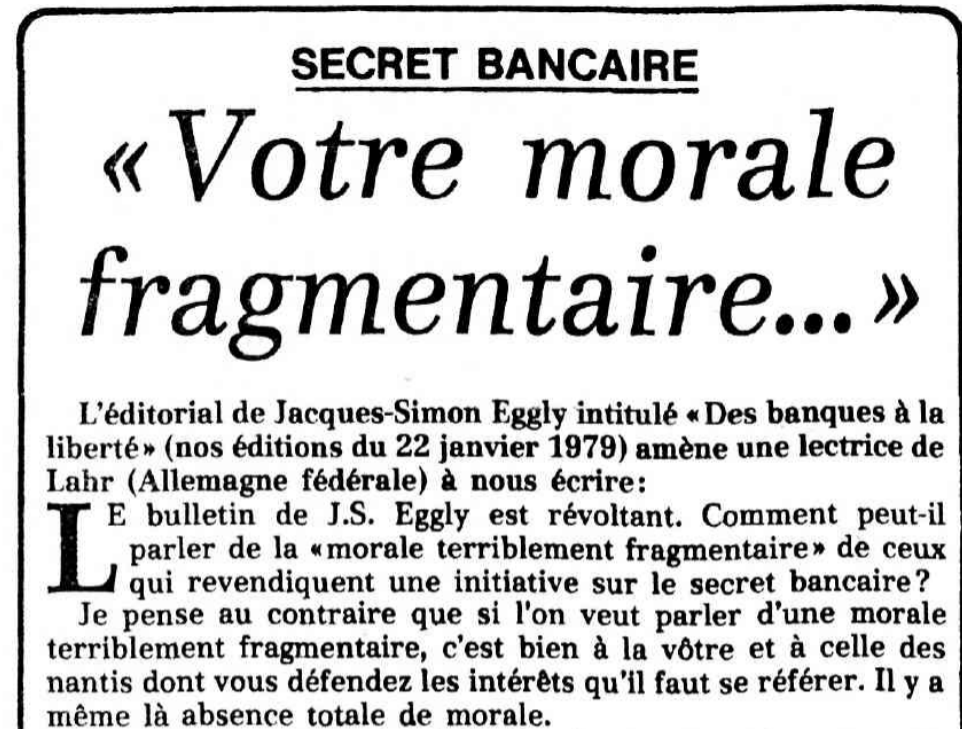 SECRET BANCAIRE
«Votre morale
fragmentaire...»
L'éditorial de Jacques-Simon Eggly intitulé «Des banques à la
liberté» (nos éditions du 22 janvier 1979) amène une lectrice de
Lahr (Allemagne fédérale) à nous écrire:
LE bulletin de J.S. Eggly est révoltant. Comment peut-il
parler de la «morale terriblement fragmentaire» de ceux
qui revendiquent une initiative sur le secret bancaire?
Je pense au contraire que si l'on veut parler d'une morale
terriblement fragmentaire, c'est bien à la vôtre et à celle des
nantis dont vous défendez les intérêts qu'il faut se référer. Il y a
même là absence totale de morale.